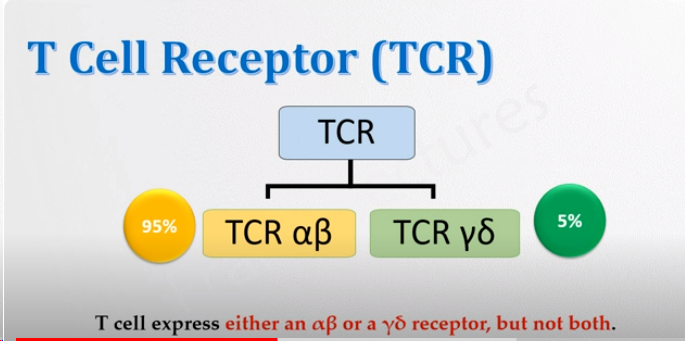 T Cell Receptor (TCR)
TCR
95%
TCR αβ
TCR γδ
5%
T cell express either an αβ or a γδ receptor, but not both.